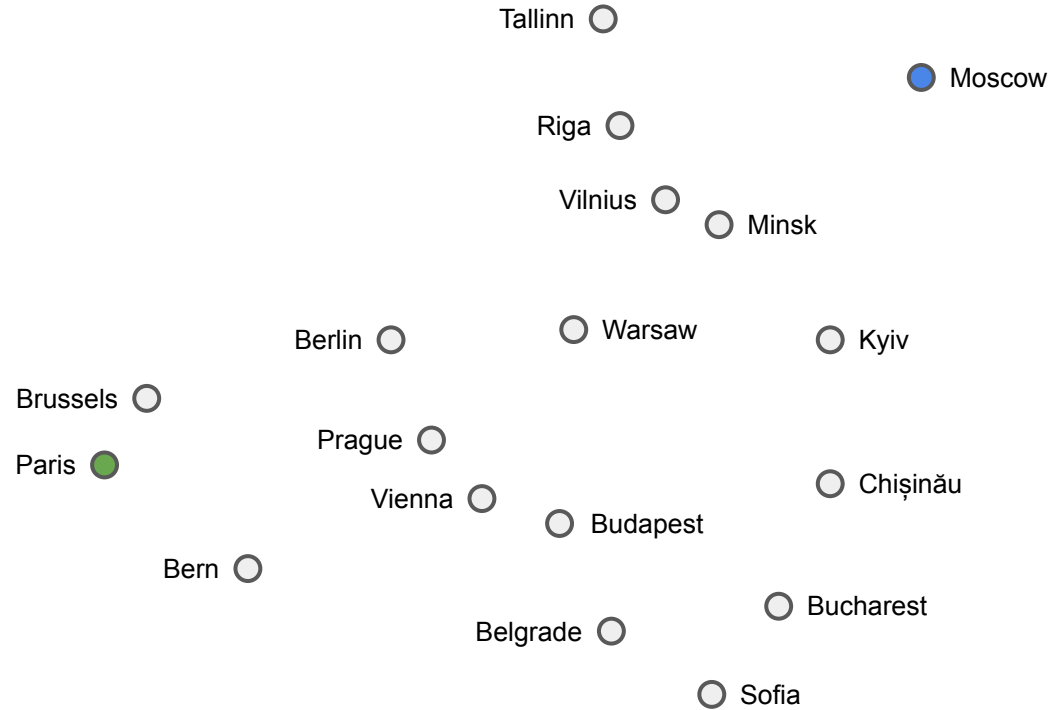 Tallinn
Moscow
Riga
Vilnius
Minsk
Berlin
Warsaw
Kyiv
Brussels
Prague
Paris
Vienna
Chișinău
Budapest
Bern
Bucharest
Belgrade
Sofia